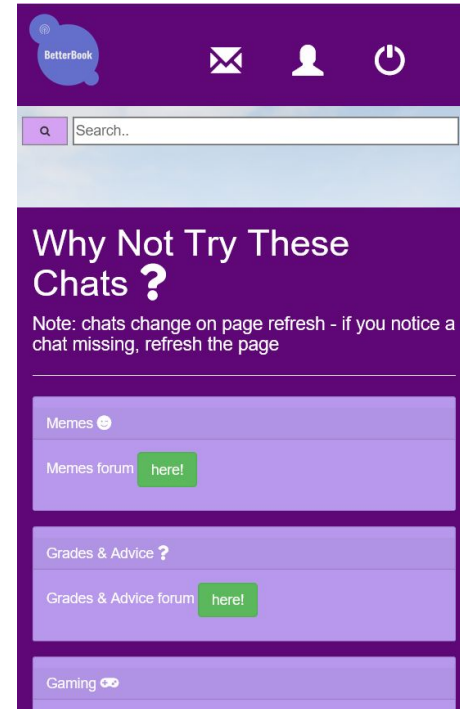 BetterBook
Search..
Why Not Try These
Chats ?
Note: chats change on page refresh - if you notice a
chat missing, refresh the page
Memes
Memes forum here!
Grades & Advice ?
Grades & Advice forum here!
Gaming